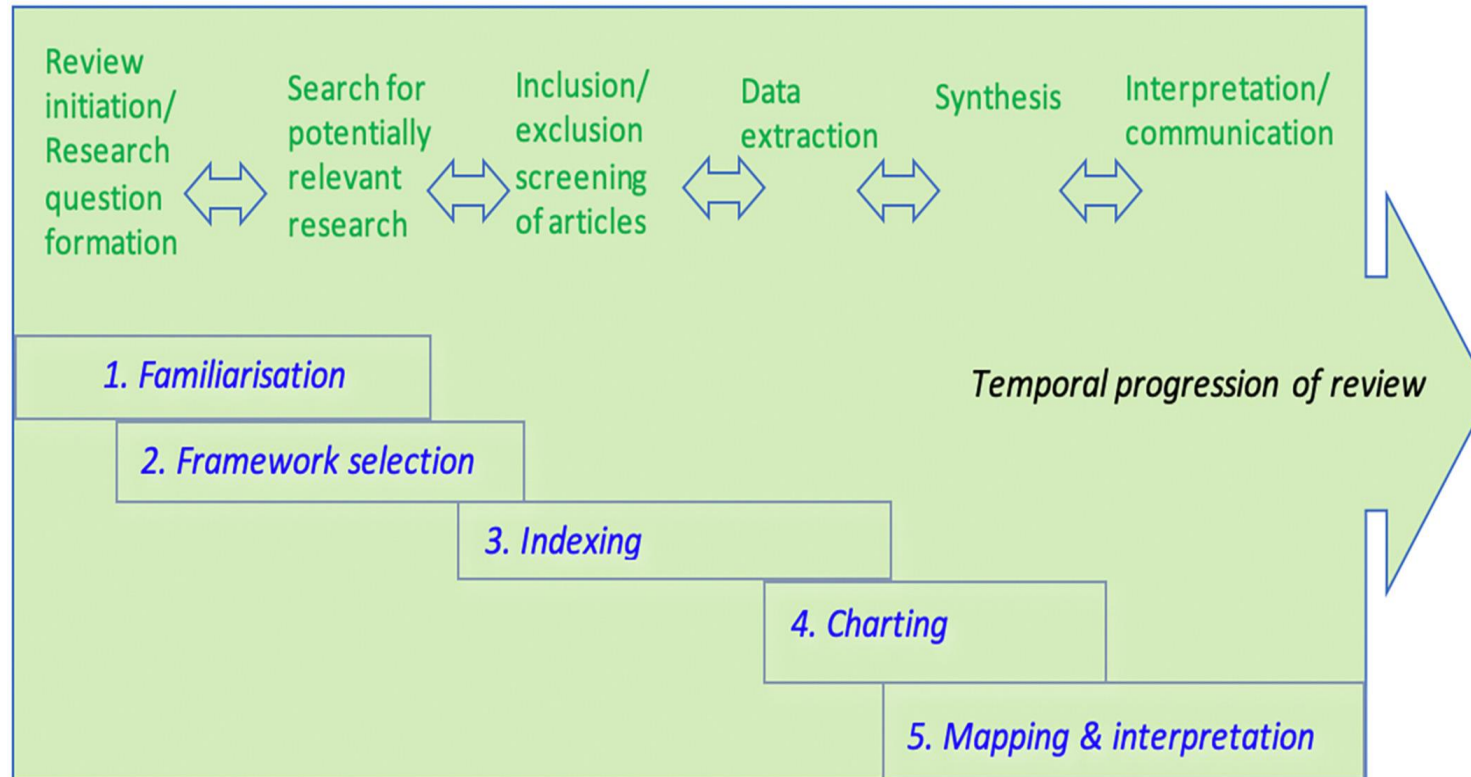 Review
initiation/
Research
question
formation
Search for
potentially
relevant
research
Inclusion/
exclusion
screening
of articles
Data
extraction
Synthesis
Interpretation/
communication
1. Familiarisation
Temporal progression of review
2. Framework selection
3. Indexing
4. Charting
5. Mapping & interpretation